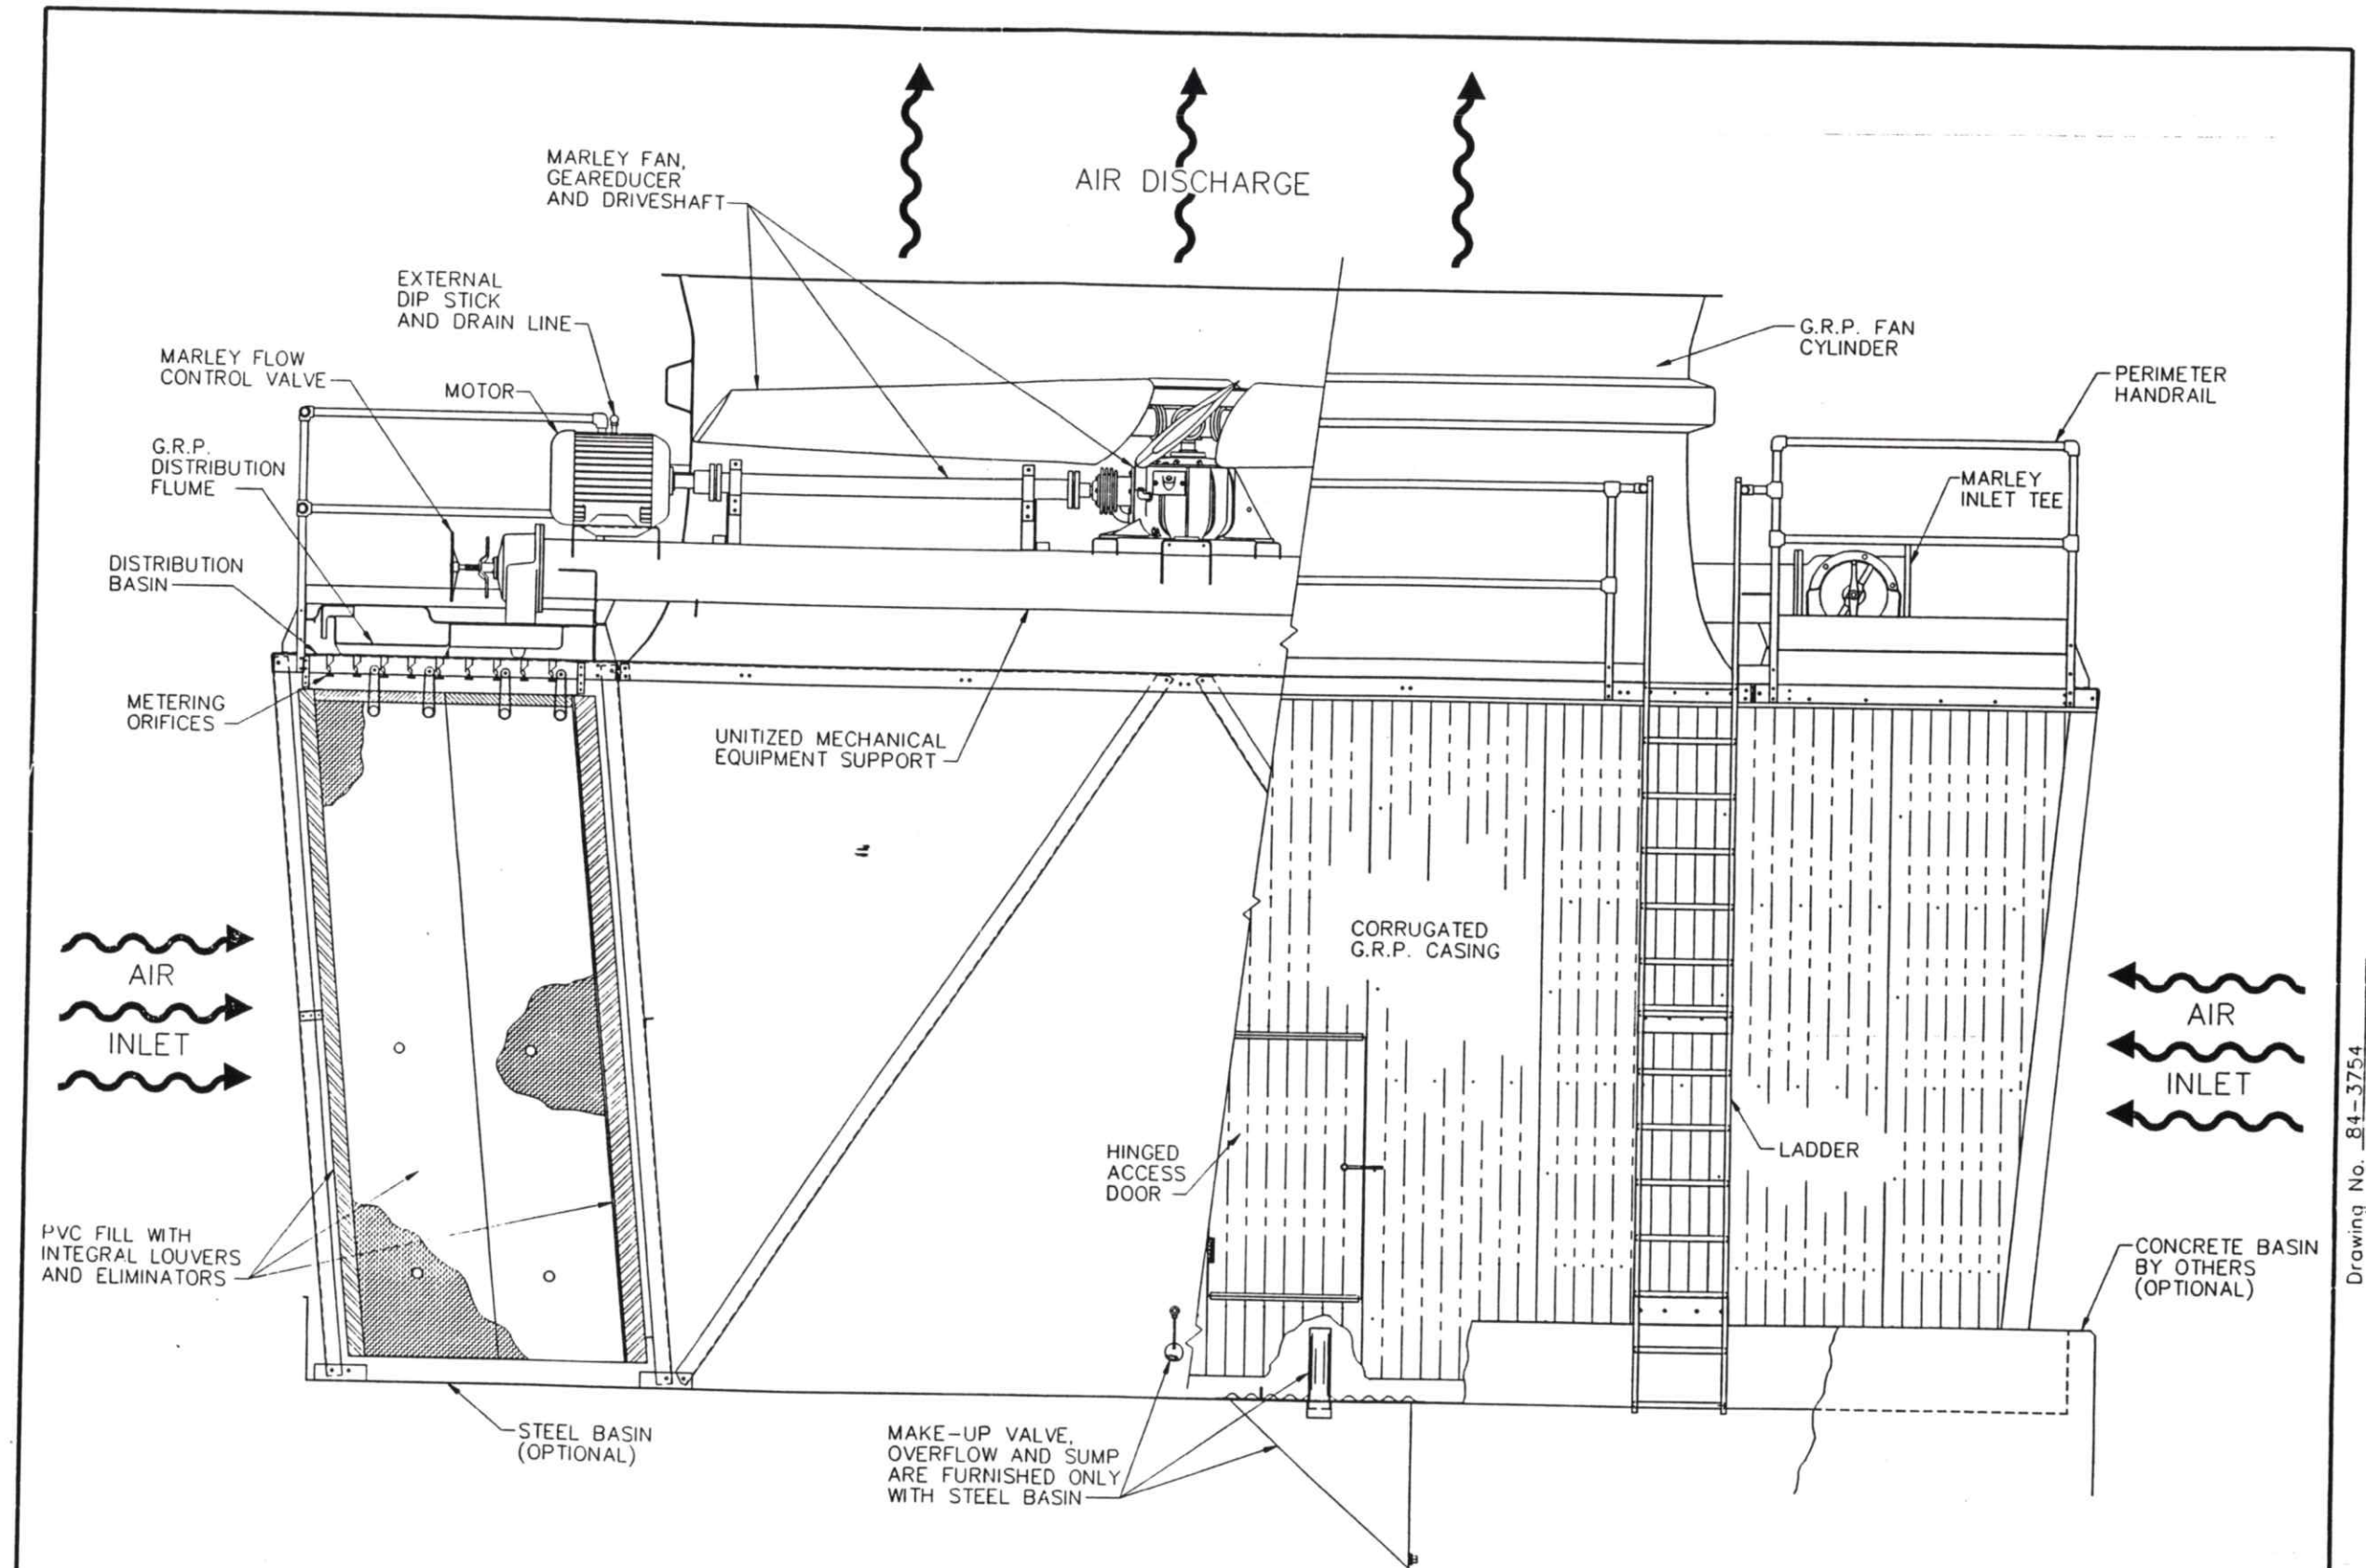 AIR DISCHARGE
MARLEY FAN,
GEAREDUCER
AND DRIVESHAFT
EXTERNAL
DIP STICK
AND DRAIN LINE
MARLEY FLOW
CONTROL VALVE
MOTOR
G.R.P.
DISTRIBUTION
FLUME
DISTRIBUTION
BASIN
METERING
ORIFICES
G.R.P. FAN
CYLINDER
PERIMETER
HANDRAIL
MARLEY
INLET TEE
UNITIZED MECHANICAL
EQUIPMENT SUPPORT
CORRUGATED
G.R.P. CASING
AIR
INLET
AIR
INLET
HINGED
ACCESS
DOOR
LADDER
PVC FILL WITH
INTEGRAL LOUVERS
AND ELIMINATORS
CONCRETE BASIN
BY OTHERS
(OPTIONAL)
STEEL BASIN
(OPTIONAL)
MAKE-UP VALVE,
OVERFLOW AND SUMP
ARE FURNISHED ONLY
WITH STEEL BASIN
Drawing No. 84-3754